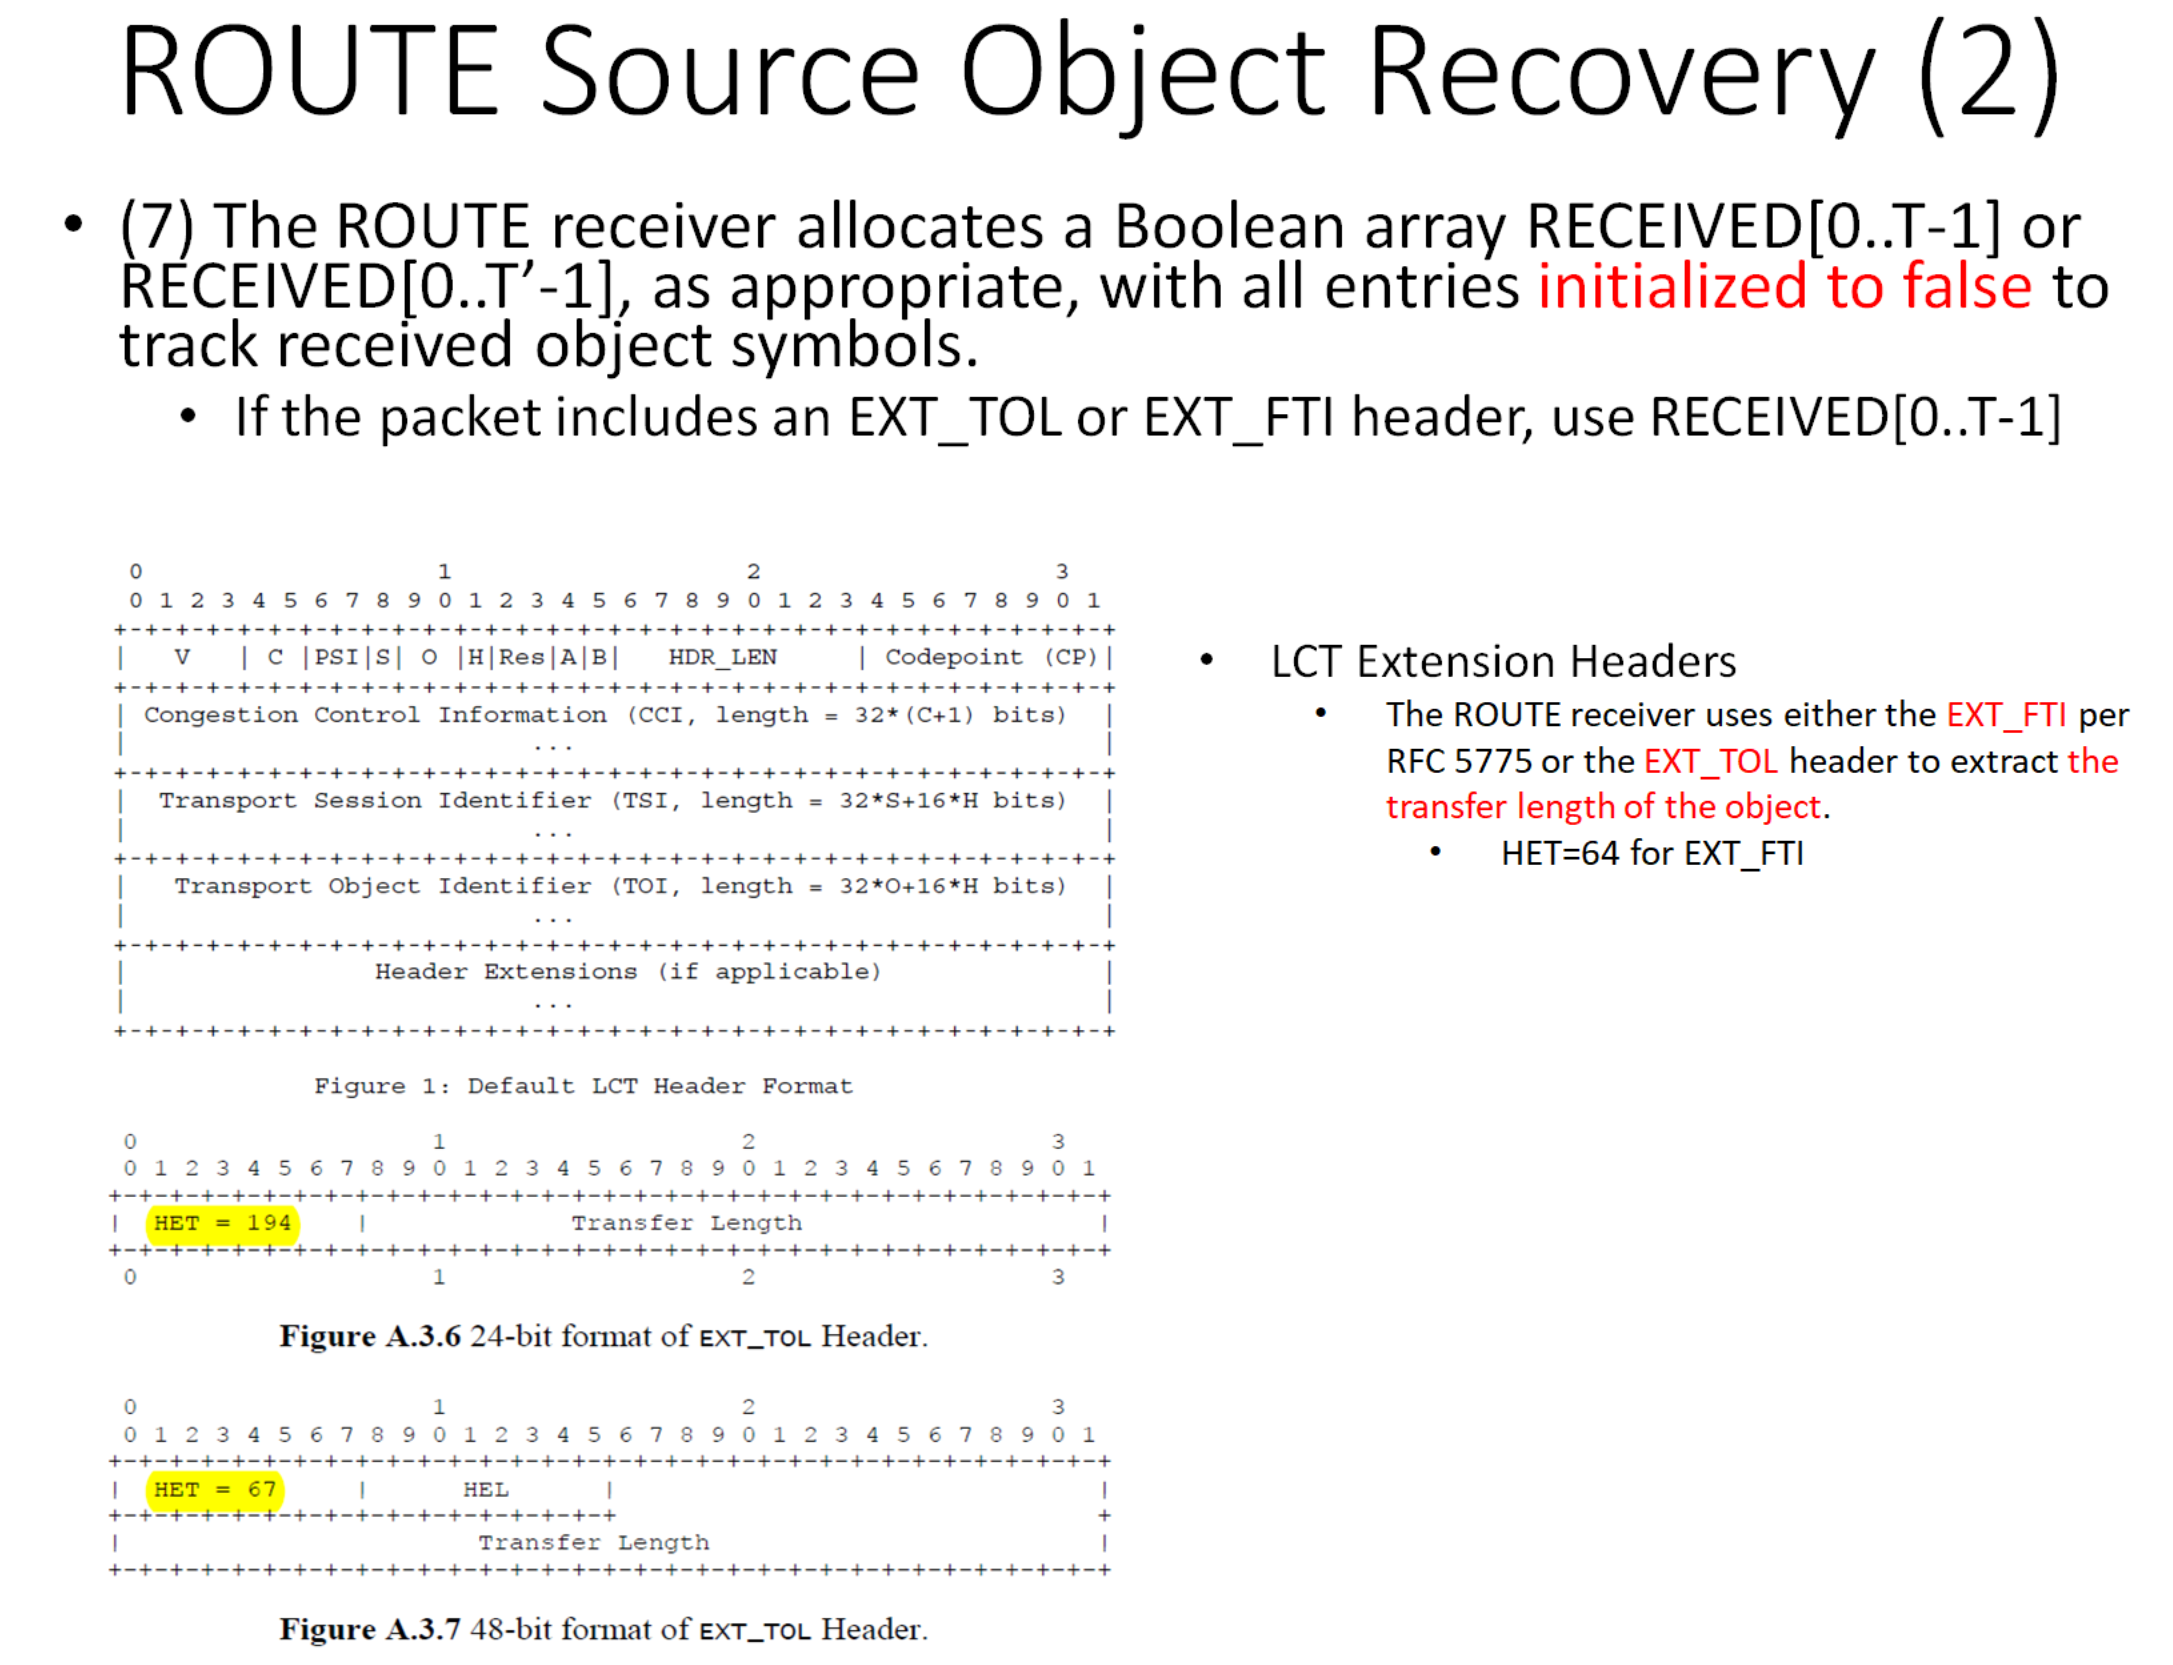 ROUTE Source Object Recovery (2)
• (7) The ROUTE receiver allocates a Boolean array RECEIVED[0..T-1] or
RECEIVED[0..T’-1], as appropriate, with all entries initialized to false to
track received object symbols.
• If the packet includes an EXT_TOL or EXT_FTI header, use RECEIVED[0..T-1]
0                   1                   2                   3
0 1 2 3 4 5 6 7 8 9 0 1 2 3 4 5 6 7 8 9 0 1 2 3 4 5 6 7 8 9 0 1
+-+-+-+-+-+-+-+-+-+-+-+-+-+-+-+-+-+-+-+-+-+-+-+-+-+-+-+-+-+-+-+-+
|   V   | C |PSI|S| O |H|Res|A|B|   HDR_LEN     | Codepoint (CP)|
+-+-+-+-+-+-+-+-+-+-+-+-+-+-+-+-+-+-+-+-+-+-+-+-+-+-+-+-+-+-+-+-+
| Congestion Control Information (CCI, length = 32*(C+1) bits)  |
|                          ...                                  |
+-+-+-+-+-+-+-+-+-+-+-+-+-+-+-+-+-+-+-+-+-+-+-+-+-+-+-+-+-+-+-+-+
|  Transport Session Identifier (TSI, length = 32*S+16*H bits)  |
|                          ...                                  |
+-+-+-+-+-+-+-+-+-+-+-+-+-+-+-+-+-+-+-+-+-+-+-+-+-+-+-+-+-+-+-+-+
|   Transport Object Identifier (TOI, length = 32*O+16*H bits)  |
|                          ...                                  |
+-+-+-+-+-+-+-+-+-+-+-+-+-+-+-+-+-+-+-+-+-+-+-+-+-+-+-+-+-+-+-+-+
|                Header Extensions (if applicable)              |
|                          ...                                  |
+-+-+-+-+-+-+-+-+-+-+-+-+-+-+-+-+-+-+-+-+-+-+-+-+-+-+-+-+-+-+-+-+
Figure 1: Default LCT Header Format
0                   1                   2                   3
0 1 2 3 4 5 6 7 8 9 0 1 2 3 4 5 6 7 8 9 0 1 2 3 4 5 6 7 8 9 0 1
+-+-+-+-+-+-+-+-+-+-+-+-+-+-+-+-+-+-+-+-+-+-+-+-+-+-+-+-+-+-+-+-+
|  HET = 194    |             Transfer Length                   |
+-+-+-+-+-+-+-+-+-+-+-+-+-+-+-+-+-+-+-+-+-+-+-+-+-+-+-+-+-+-+-+-+
0                   1                   2                   3
Figure A.3.6 24-bit format of EXT_TOL Header.
0                   1                   2                   3
0 1 2 3 4 5 6 7 8 9 0 1 2 3 4 5 6 7 8 9 0 1 2 3 4 5 6 7 8 9 0 1
+-+-+-+-+-+-+-+-+-+-+-+-+-+-+-+-+-+-+-+-+-+-+-+-+-+-+-+-+-+-+-+-+
|  HET = 67     |      HEL      |                               |
+-+-+-+-+-+-+-+-+-+-+-+-+-+-+-+-+                               +
|                       Transfer Length                         |
+-+-+-+-+-+-+-+-+-+-+-+-+-+-+-+-+-+-+-+-+-+-+-+-+-+-+-+-+-+-+-+-+
Figure A.3.7 48-bit format of EXT_TOL Header.
• LCT Extension Headers
• The ROUTE receiver uses either the EXT_FTI per
RFC 5775 or the EXT_TOL header to extract the
transfer length of the object.
• HET=64 for EXT_FTI